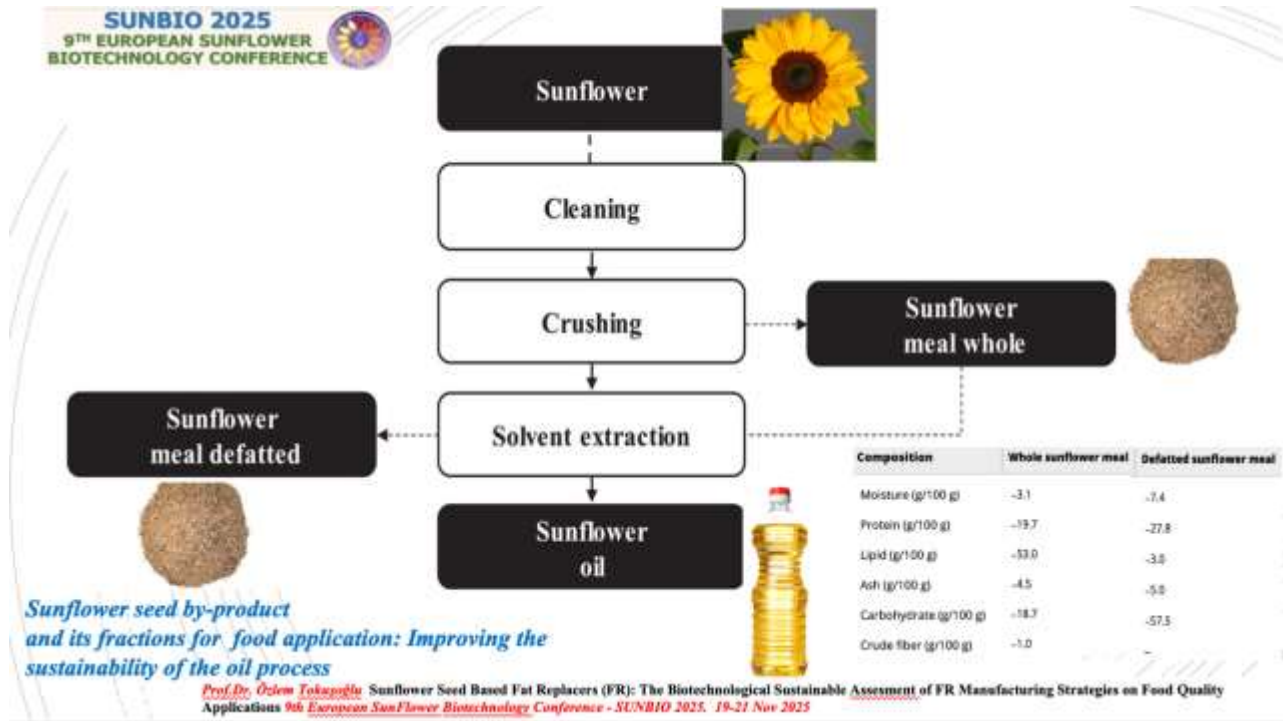 SUNBIO 2025
9TH EUROPEAN SUNFLOWER
BIOTECHNOLOGY CONFERENCE
Sunflower
Cleaning
Crushing
Sunflower
meal whole
Sunflower
meal defatted
Solvent extraction
Sunflower
oil
Composition Whole sunflower meal Defatted sunflower meal
Moisture (g/100 g) ~3.1 ~7.4
Protein (g/100 g) ~19.7 ~27.8
Lipid (g/100 g) ~53.0 ~3.0
Ash (g/100 g) ~4.5 ~5.0
Carbohydrate (g/100 g) ~18.7 ~57.5
Crude fiber (g/100 g) ~1.0 –
Sunflower seed by-product
and its fractions for food application: Improving the
sustainability of the oil process
Prof.Dr. Özlem Tokuşoğlu Sunflower Seed Based Fat Replacers (FR): The Biotechnological Sustainable Assesment of FR Manufacturing Strategies on Food Quality
Applications 9th European SunFlower Biotechnology Conference - SUNBIO 2025. 19-21 Nov 2025